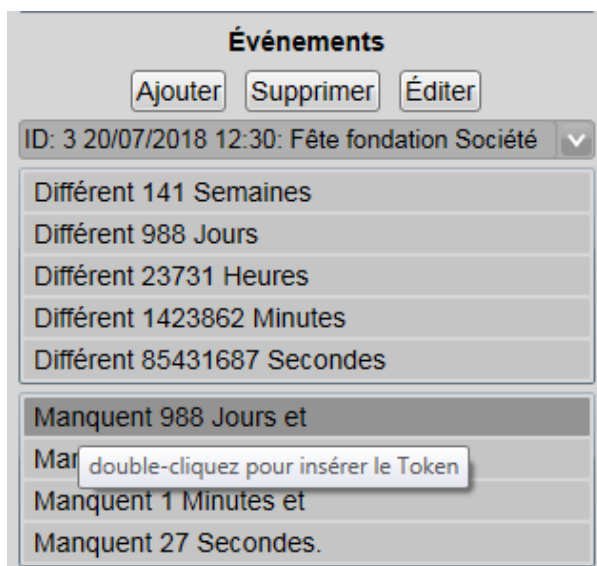 Événements
Ajouter Supprimer Éditer
ID: 3 20/07/2018 12:30: Fête fondation Société
Différent 141 Semaines
Différent 988 Jours
Différent 23731 Heures
Différent 1423862 Minutes
Différent 85431687 Secondes
Manquent 988 Jours et
double-cliquez pour insérer le Token
Manquent 1 Minutes et
Manquent 27 Secondes.